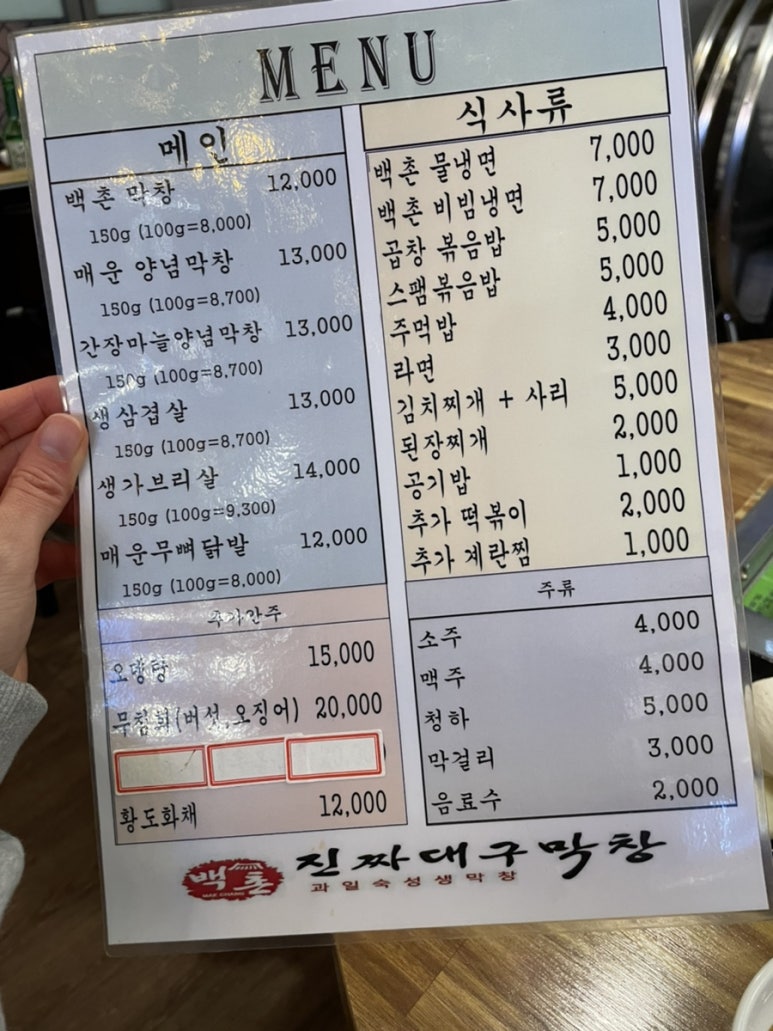 MENU
메인
백촌 막창 12,000
150g (100g=8,000)
매운 양념막창 13,000
150g (100g=8,700)
간장마늘양념막창 13,000
150g (100g=8,700)
생삼겹살 13,000
150g (100g=8,700)
생가브리살 14,000
150g (100g=9,300)
매운무뼈닭발 12,000
150g (100g=8,000)
오뎅탕 15,000
무침회(버섯,오징어) 20,000
황도화채 12,000
식사류
백촌 물냉면 7,000
백촌 비빔냉면 7,000
곱창 볶음밥 5,000
스팸볶음밥 5,000
주먹밥 4,000
라면 3,000
김치찌개 + 사리 5,000
된장찌개 2,000
공기밥 1,000
추가 떡볶이 2,000
추가 계란찜 1,000
주류
소주 4,000
맥주 4,000
청하 5,000
막걸리 3,000
음료수 2,000
백촌 진짜대구막창
과일숙성생막창